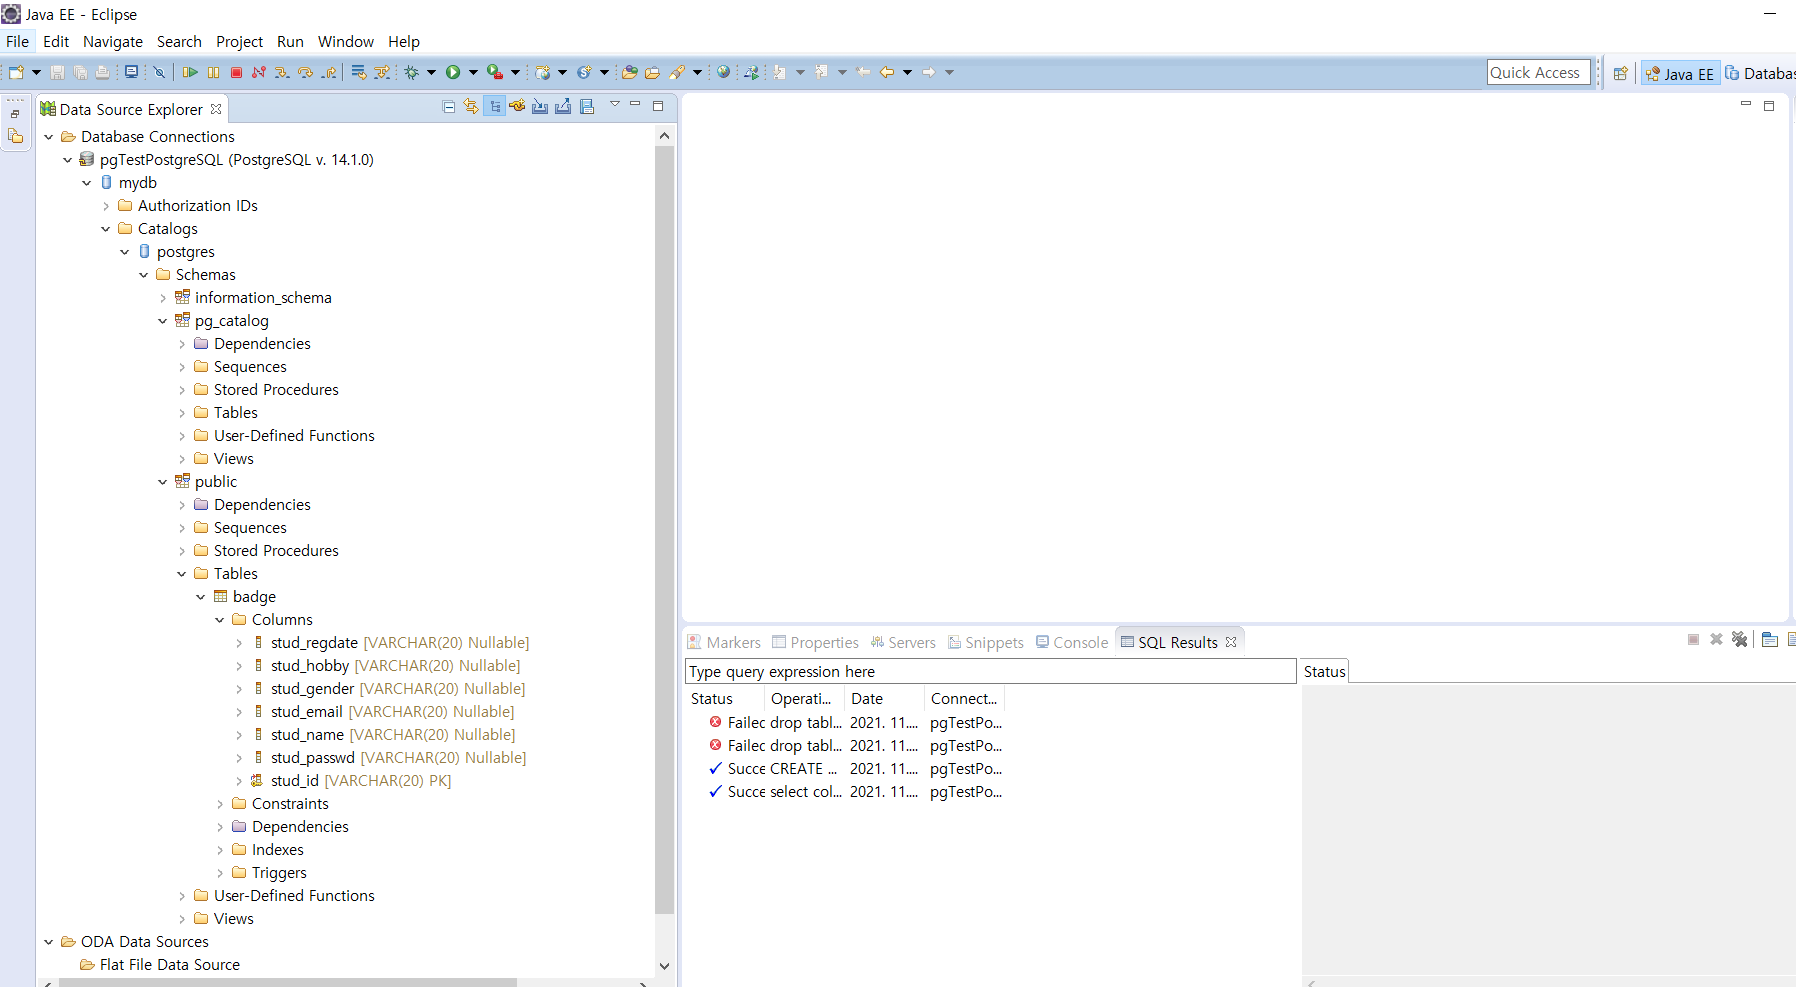 Java EE - Eclipse
File Edit Navigate Search Project Run Window Help
Quick Access Java EE Databa
Data Source Explorer
Database Connections
pgTestPostgreSQL (PostgreSQL v. 14.1.0)
mydb
Authorization IDs
Catalogs
postgres
Schemas
information_schema
pg_catalog
Dependencies
Sequences
Stored Procedures
Tables
User-Defined Functions
Views
public
Dependencies
Sequences
Stored Procedures
Tables
badge
Columns
stud_regdate [VARCHAR(20) Nullable]
stud_hobby [VARCHAR(20) Nullable]
stud_gender [VARCHAR(20) Nullable]
stud_email [VARCHAR(20) Nullable]
stud_name [VARCHAR(20) Nullable]
stud_passwd [VARCHAR(20) Nullable]
stud_id [VARCHAR(20) PK]
Constraints
Dependencies
Indexes
Triggers
User-Defined Functions
Views
ODA Data Sources
Flat File Data Source
Markers Properties Servers Snippets Console SQL Results
Type query expression here
Status
Status Operati... Date Connect...
Failec drop tabl... 2021. 11.... pgTestPo...
Failec drop tabl... 2021. 11.... pgTestPo...
Succe CREATE ... 2021. 11.... pgTestPo...
Succe select col... 2021. 11.... pgTestPo...